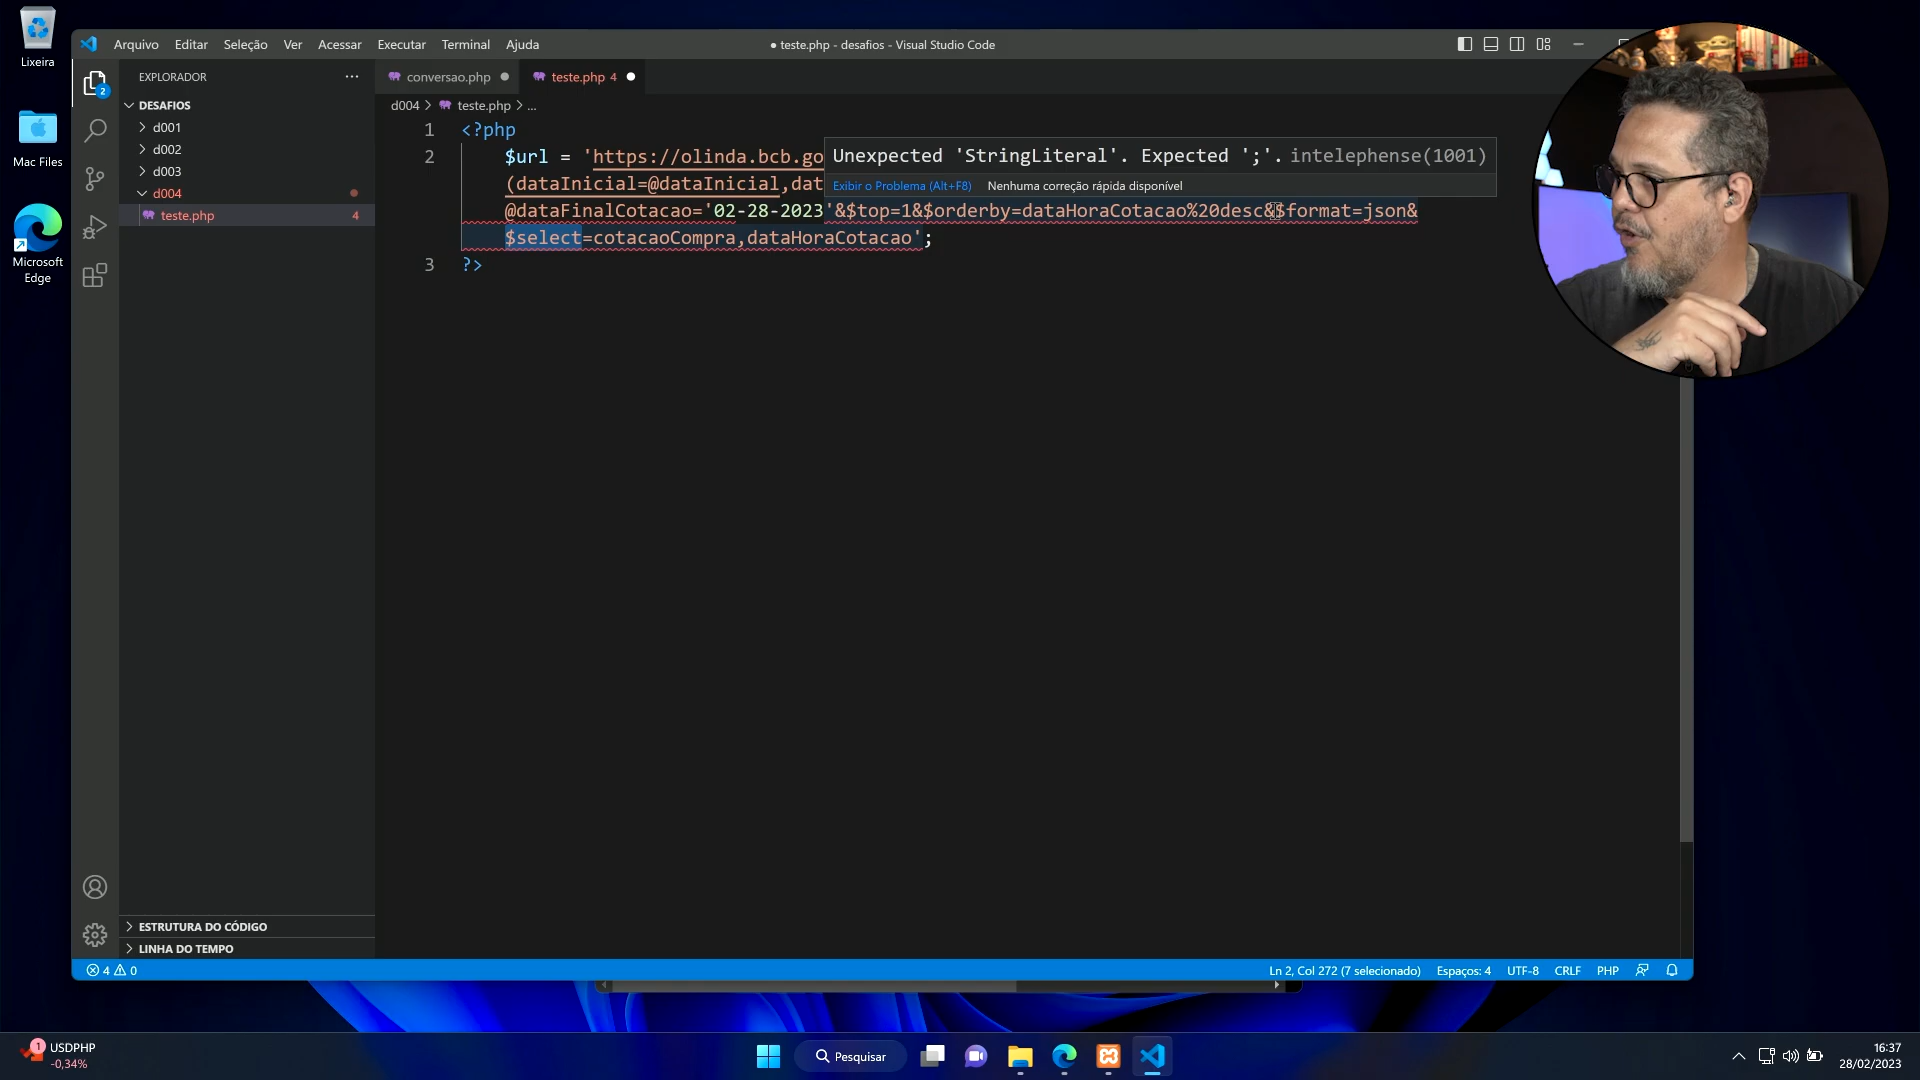 Lixeira
Mac Files
Microsoft
Edge
Arquivo Editar Seleção Ver Acessar Executar Terminal Ajuda
● teste.php - desafios - Visual Studio Code
EXPLORADOR ...
2
DESAFIOS
d001
d002
d003
d004
teste.php 4
ESTRUTURA DO CÓDIGO
LINHA DO TEMPO
conversao.php
teste.php 4
d004 > teste.php > ...
1 <?php
2 $url = 'https://olinda.bcb.go
(dataInicial=@dataInicial,dat
@dataFinalCotacao='02-28-2023'&$top=1&$orderby=dataHoraCotacao%20desc&$format=json&
$select=cotacaoCompra,dataHoraCotacao';
3 ?>
Unexpected 'StringLiteral'. Expected ';'. intelephense(1001)
Exibir o Problema (Alt+F8) Nenhuma correção rápida disponível
4 0
Ln 2, Col 272 (7 selecionado) Espaços: 4 UTF-8 CRLF PHP
1
USDPHP
-0,34%
Pesquisar
16:37
28/02/2023